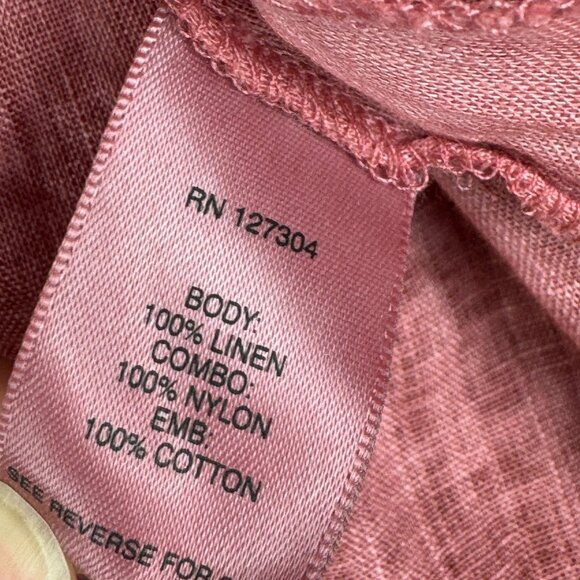 RN 127304
BODY:
100% LINEN
COMBO:
100% NYLON
EMB:
100% COTTON
SEE REVERSE FOR